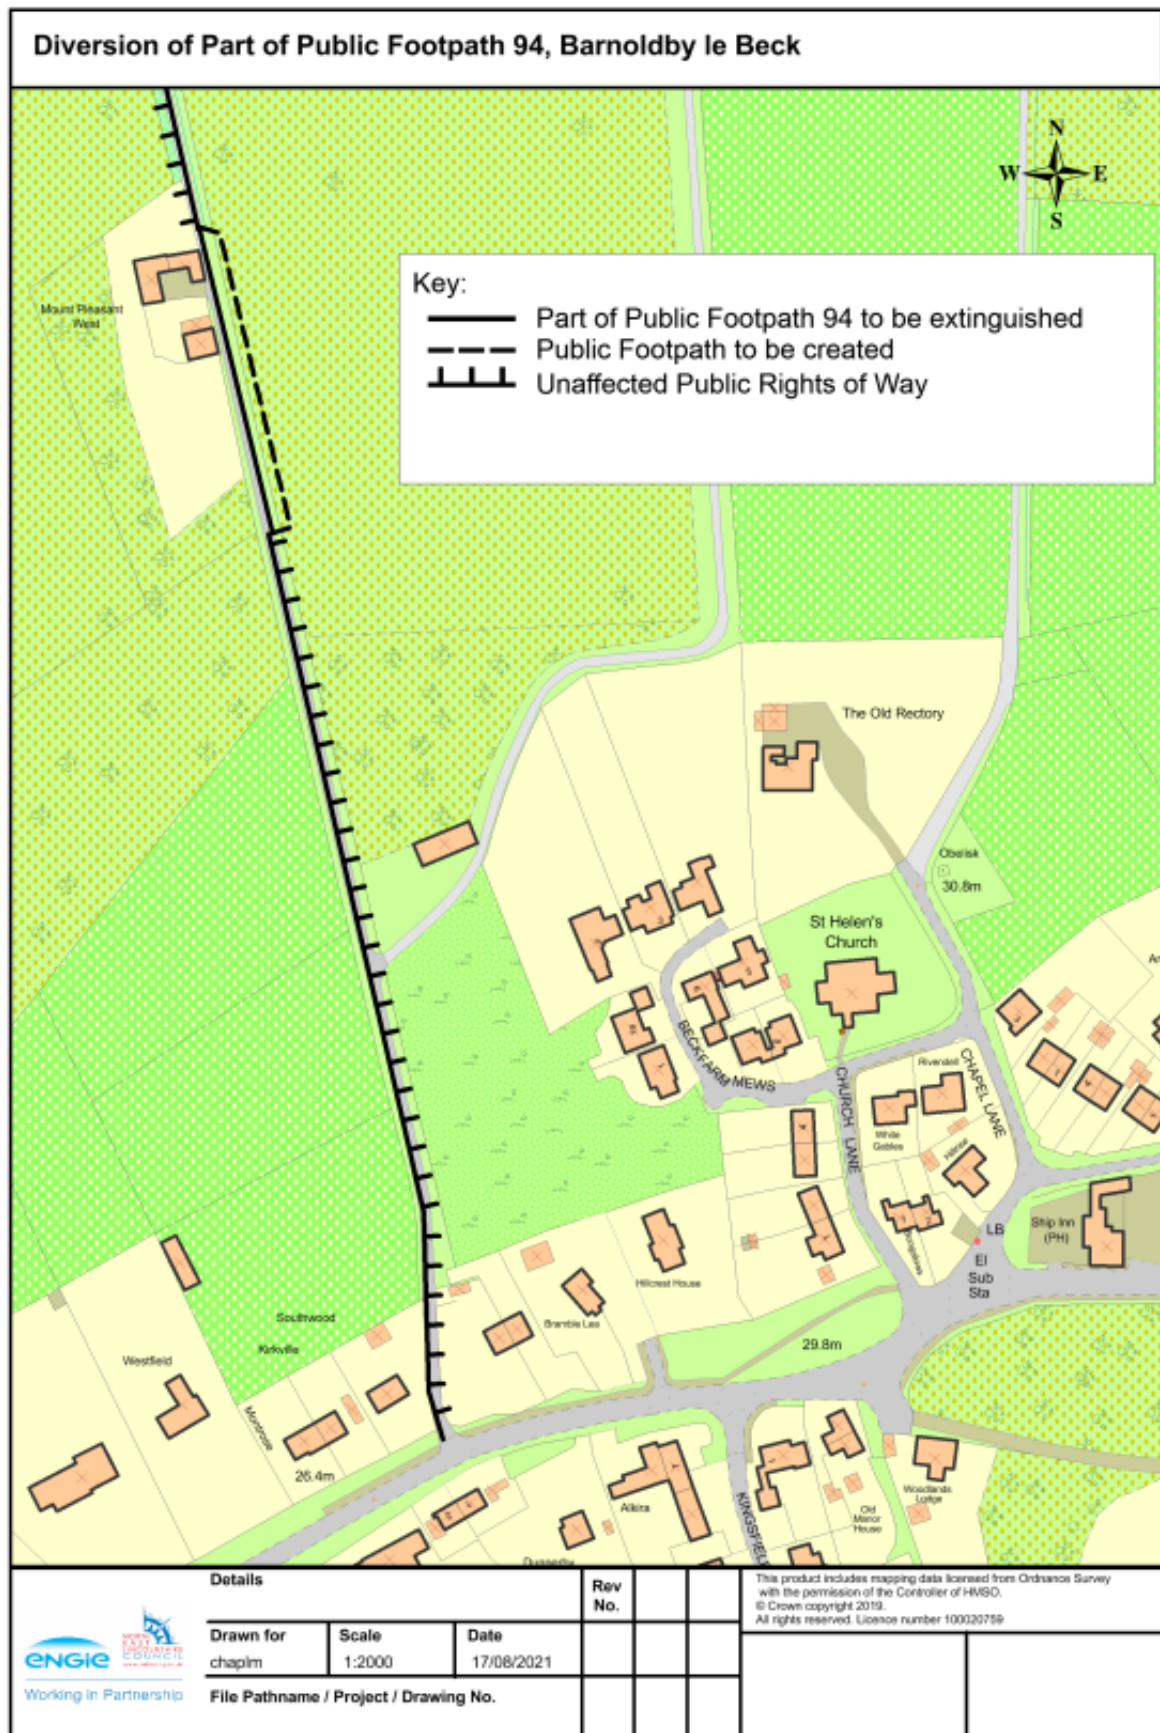 Diversion of Part of Public Footpath 94, Barnoldby le Beck
N
W
E
S
Key:
Part of Public Footpath 94 to be extinguished
Public Footpath to be created
Unaffected Public Rights of Way
Mount Pleasant
West
The Old Rectory
Obelisk
30.8m
St Helen's
Church
BECKFARM MEWS
CHURCH LANE
CHAPEL LANE
Rivendell
White
Gables
LB
El
Sub
Sta
Ship Inn
(PH)
Hillcrest House
Bramble Lea
29.8m
Southwood
Kirkville
Westfield
Montrose
26.4m
Alkira
KINGSFIEL
Old
Manor
House
Woodlands
Lodge
Details
Rev
No.
This product includes mapping data licensed from Ordnance Survey
with the permission of the Controller of HMSO.
© Crown copyright 2019.
All rights reserved. Licence number 100020759
ENGIE
NORTH
EAST
LINCOLNSHIRE
COUNCIL
Working in Partnership
Drawn for
Scale
Date
chaplm
1:2000
17/08/2021
File Pathname / Project / Drawing No.